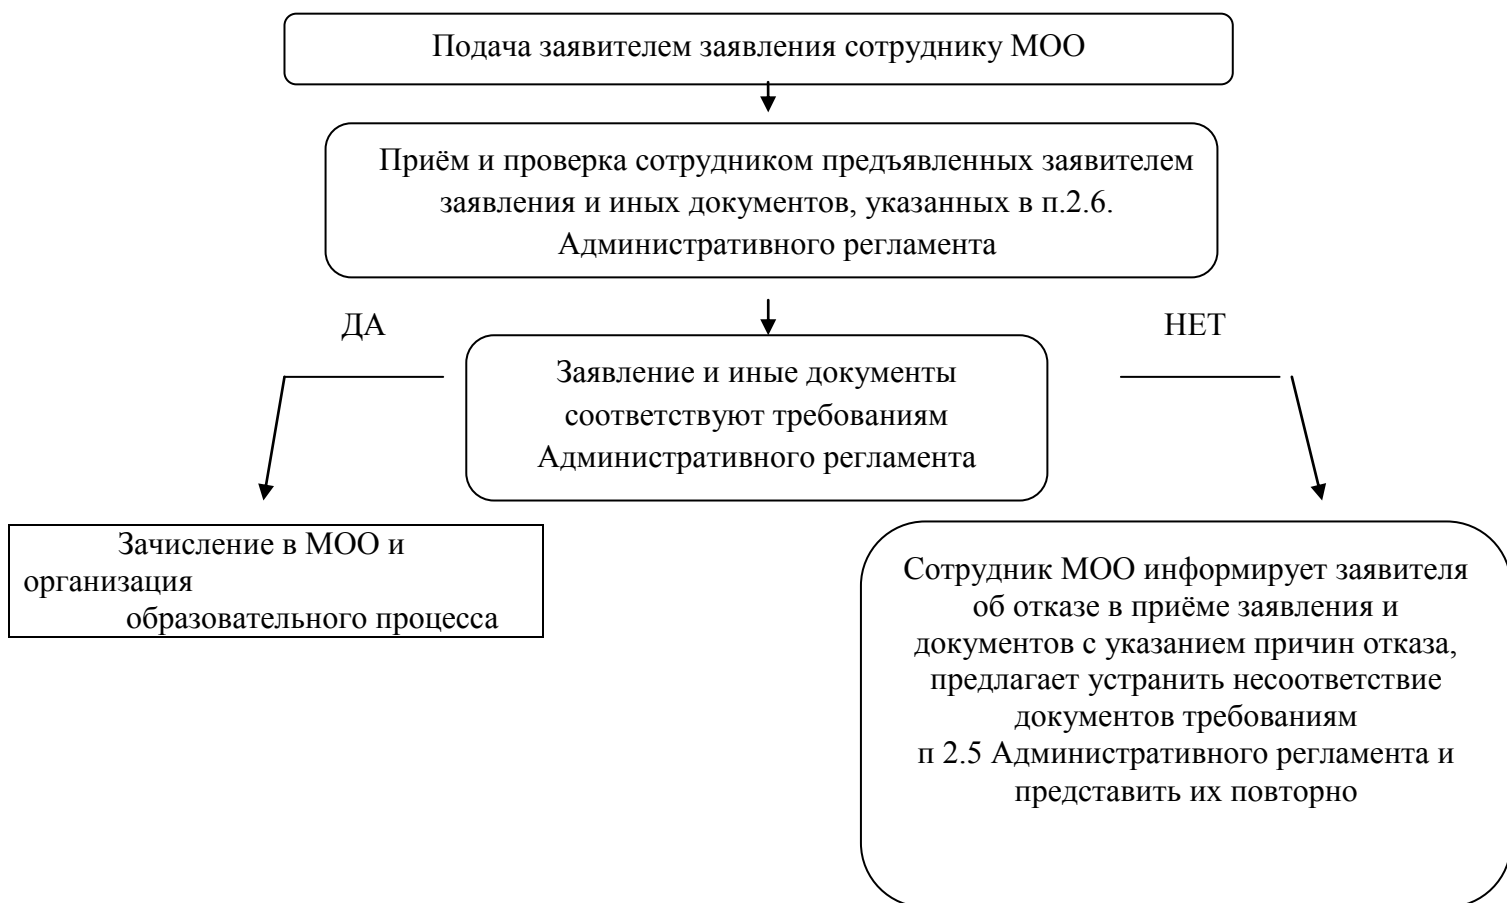 Подача заявителем заявления сотруднику МОО
Приём и проверка сотрудником предъявленных заявителем
заявления и иных документов, указанных в п.2.6.
Административного регламента
ДА
НЕТ
Заявление и иные документы
соответствуют требованиям
Административного регламента
Зачисление в МОО и
организация
образовательного процесса
Сотрудник МОО информирует заявителя
об отказе в приёме заявления и
документов с указанием причин отказа,
предлагает устранить несоответствие
документов требованиям
п 2.5 Административного регламента и
представить их повторно